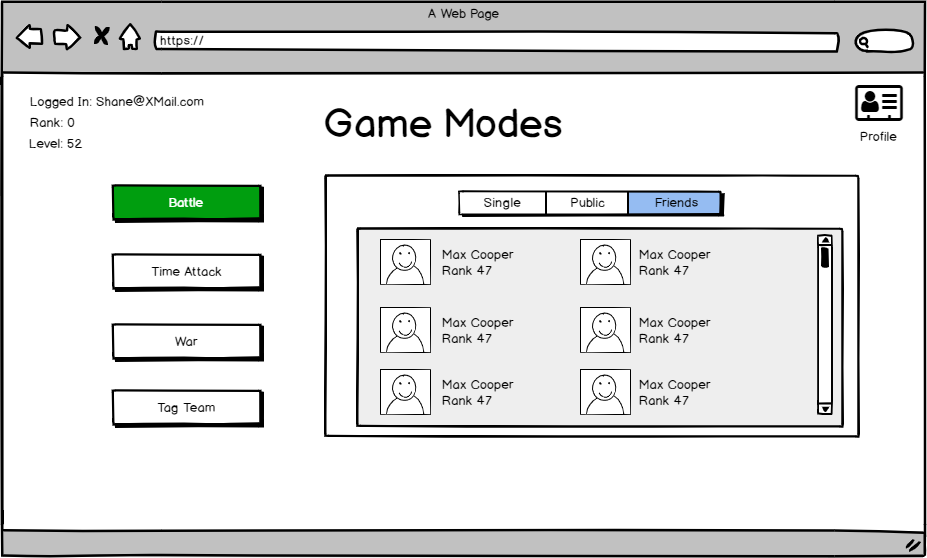 A Web Page
https://
Logged In: Shane@XMail.com
Rank: 0
Level: 52
Game Modes
Profile
Battle
Time Attack
War
Tag Team
Single Public Friends
Max Cooper Max Cooper
Rank 47 Rank 47
Max Cooper Max Cooper
Rank 47 Rank 47
Max Cooper Max Cooper
Rank 47 Rank 47